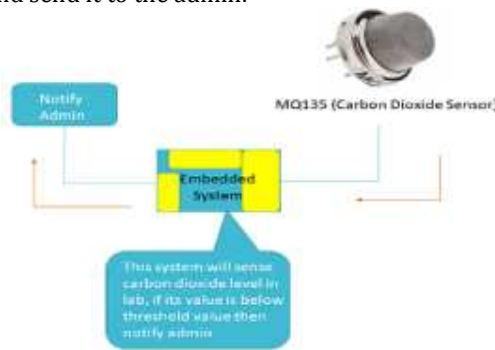 and send it to the admin.
Notify
Admin
MQ135 (Carbon Dioxide Sensor)
Embedded
System
This system will sense
carbon dioxide level in
lab, if its value is below
threshold value then
notify admin